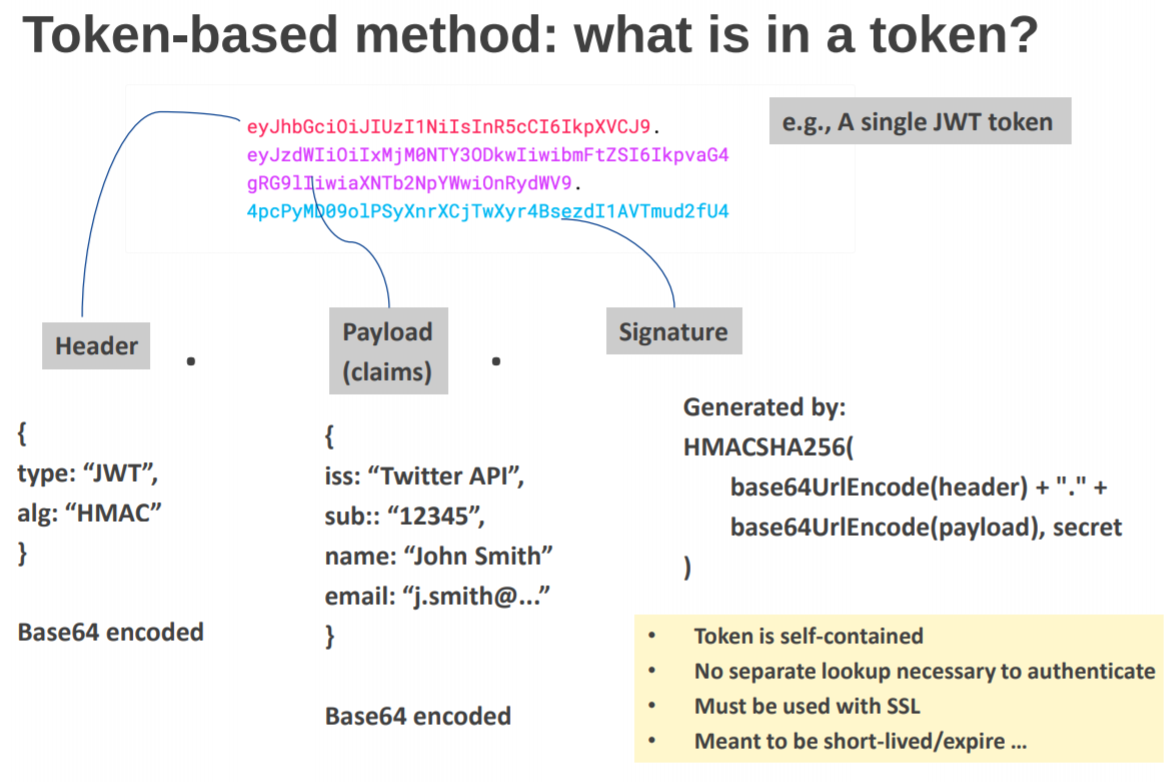 Token-based method: what is in a token?
eyJhbGciOiJIUzI1NiIsInR5cCI6IkpXVCJ9.
eyJzdWIiOiIxMjM0NTY3ODkwIiwibmFtZSI6IkpvaG4
gRG9lIiwiaXNTb2NpYWwiOnRydWV9.
4pcPyMD09olPSyXnrXCjTwXyr4BsezdI1AVTmud2fU4
e.g., A single JWT token
Header
.
Payload
(claims)
.
Signature
{
type: “JWT”,
alg: “HMAC”
}
Base64 encoded
{
iss: “Twitter API”,
sub:: “12345”,
name: “John Smith”
email: “j.smith@...”
}
Base64 encoded
Generated by:
HMACSHA256(
base64UrlEncode(header) + "." +
base64UrlEncode(payload), secret
)
• Token is self-contained
• No separate lookup necessary to authenticate
• Must be used with SSL
• Meant to be short-lived/expire ...